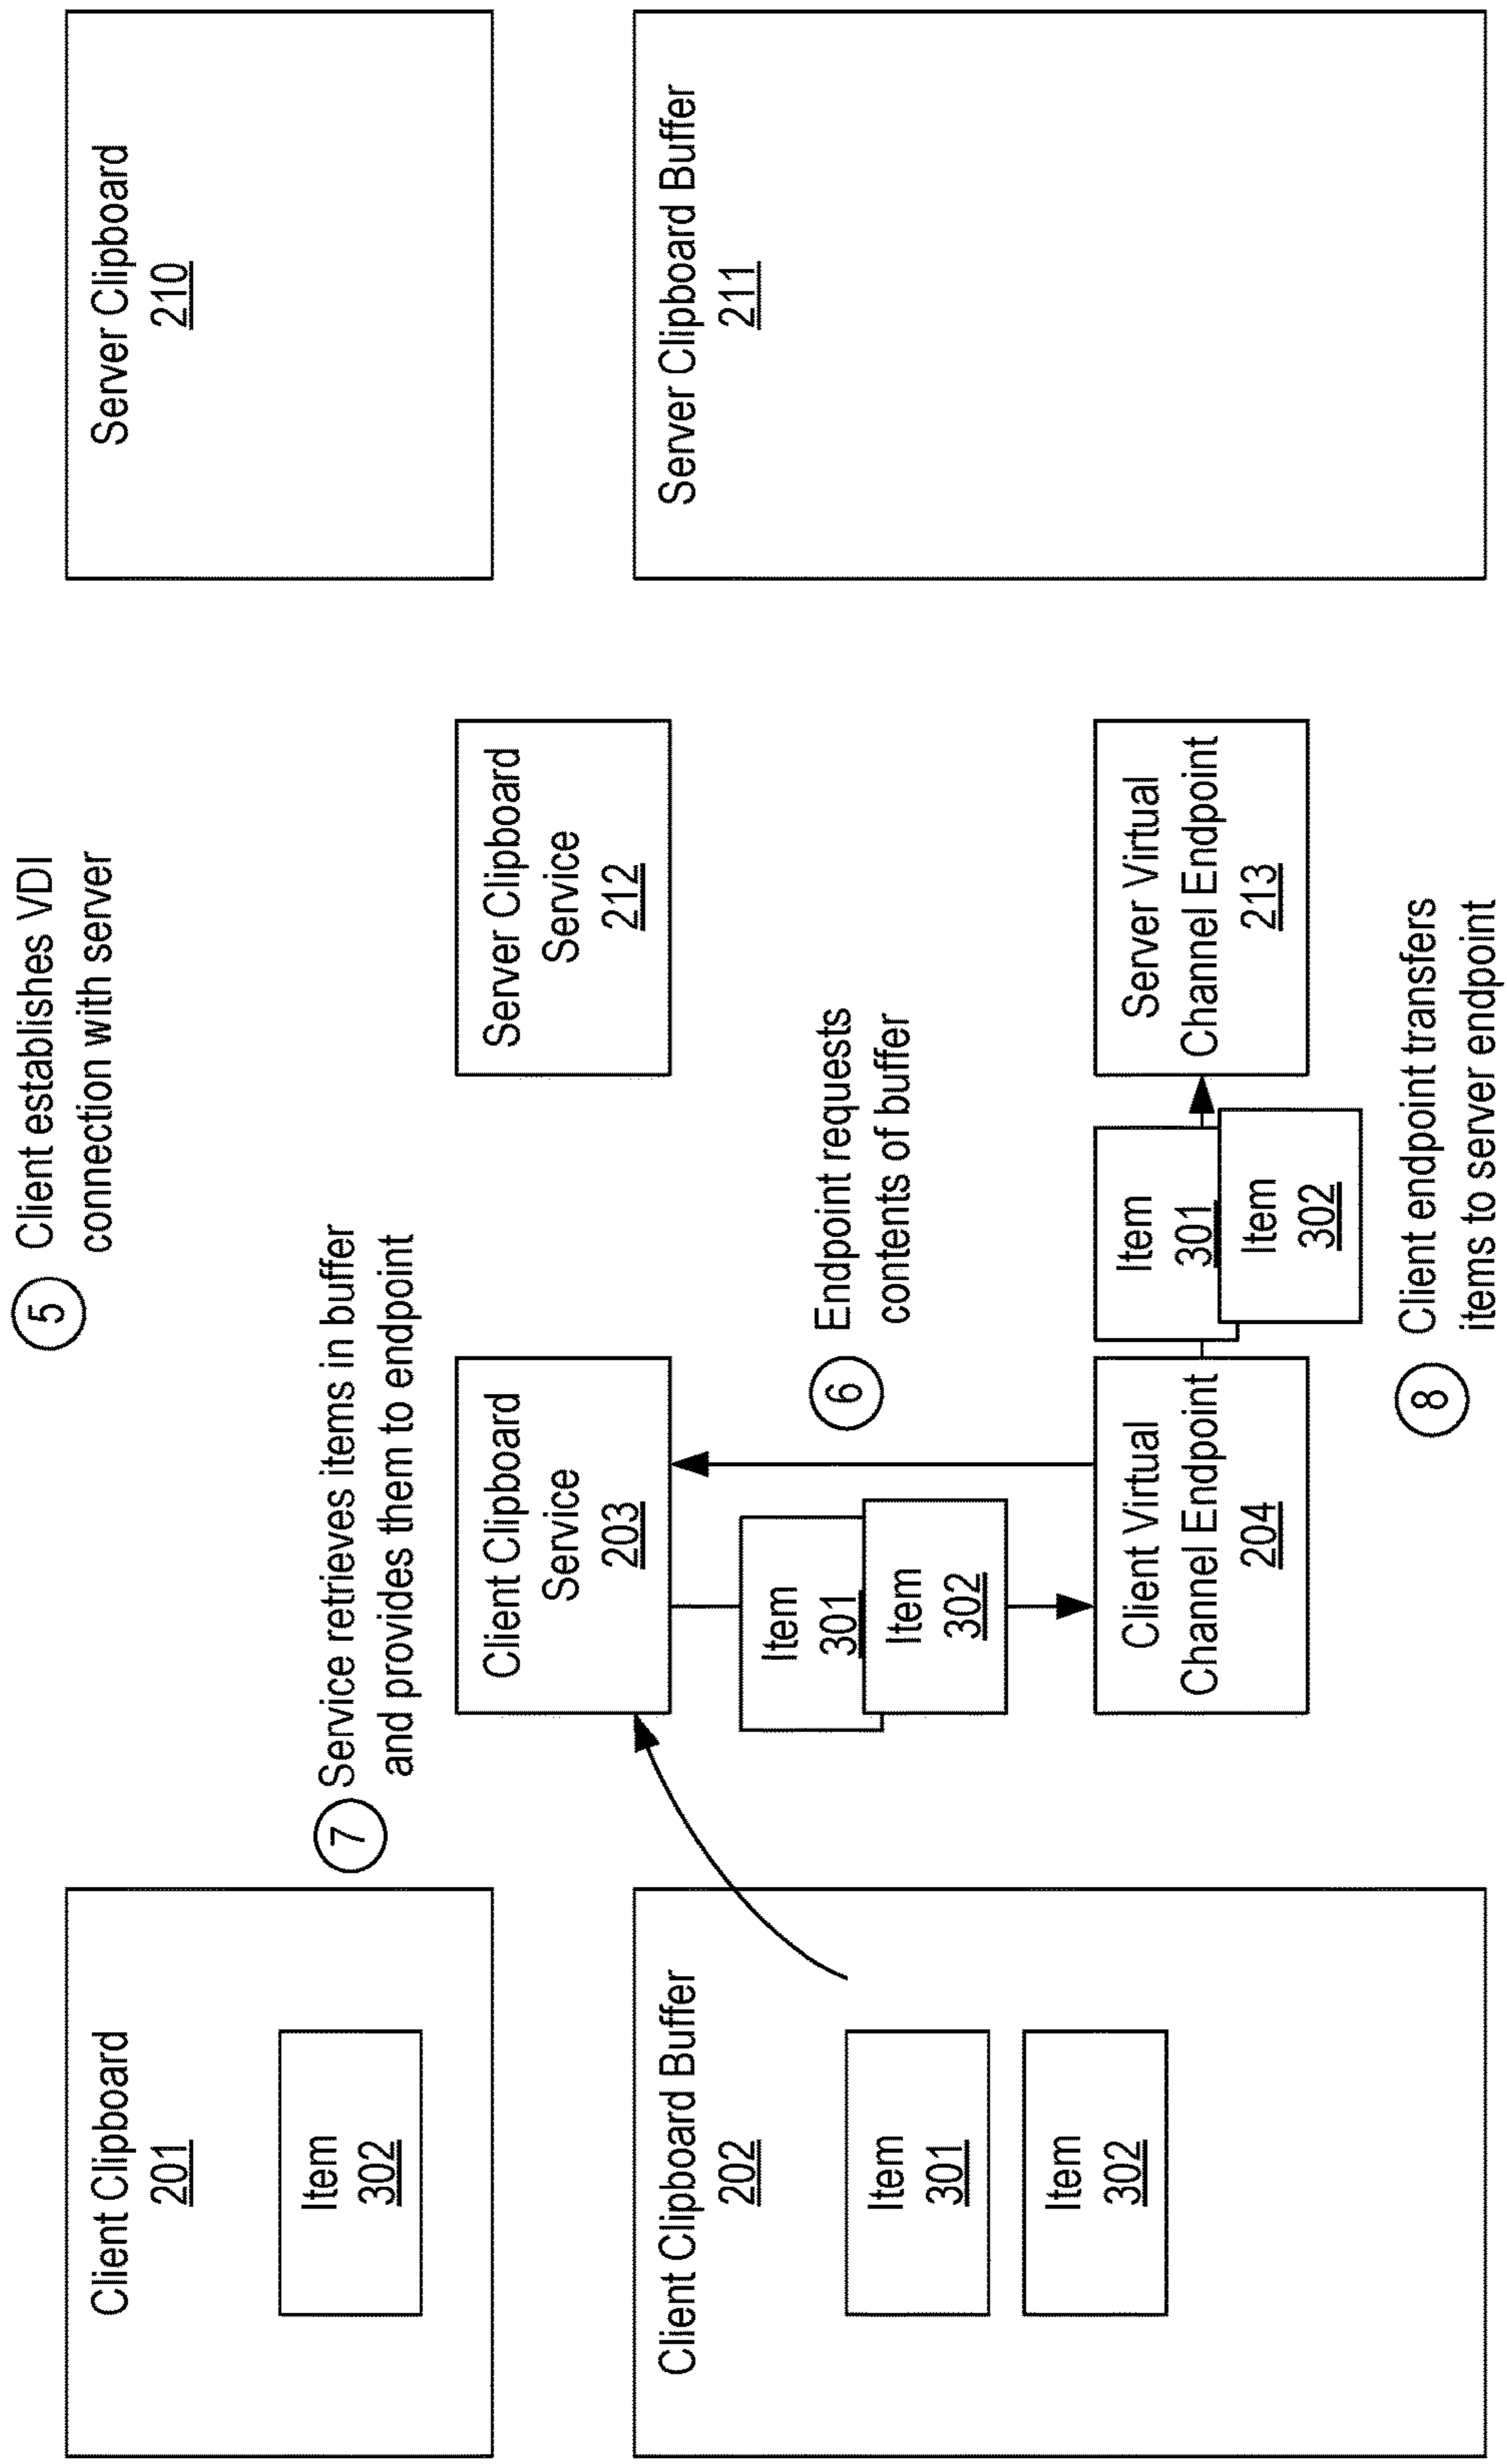 5
Client establishes VDI
connection with server
Client Clipboard
201
Item
302
7
Service retrieves items in buffer
and provides them to endpoint
Server Clipboard
210
Client Clipboard
Service
203
Server Clipboard
Service
212
Client Clipboard Buffer
202
Item
301
Item
302
Item
301
Item
302
6
Endpoint requests
contents of buffer
Server Clipboard Buffer
211
Client Virtual
Channel Endpoint
204
Item
301
Item
302
Server Virtual
Channel Endpoint
213
8
Client endpoint transfers
items to server endpoint